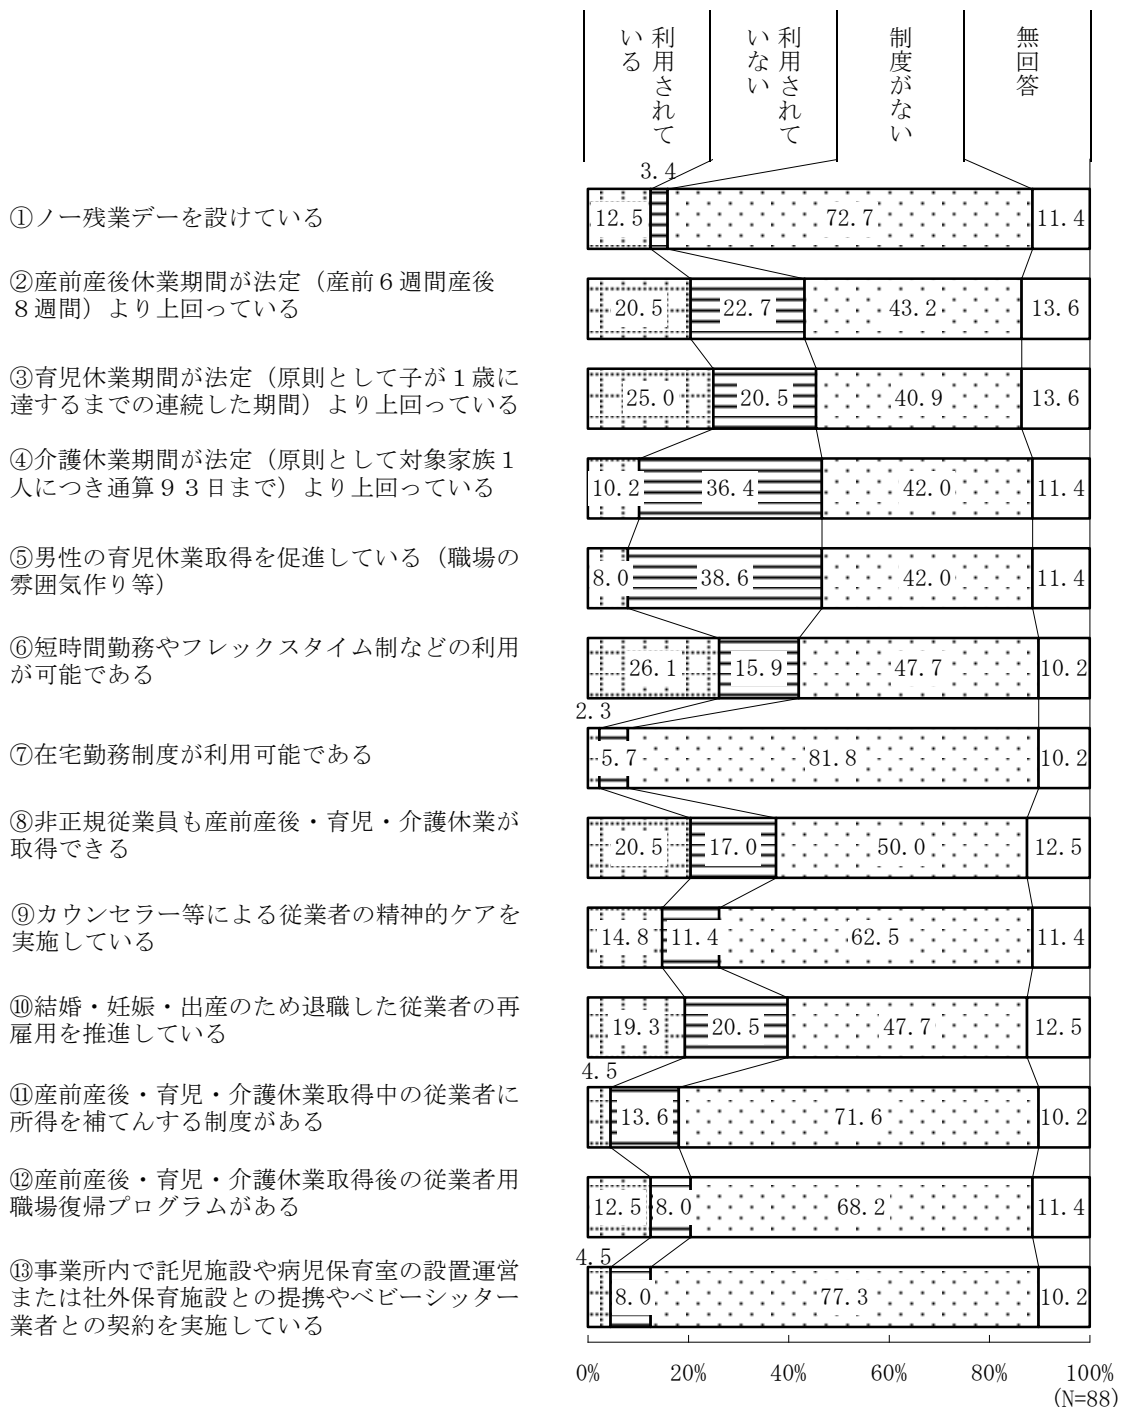 利用されて
いる
利用されて
いない
制度がない
無回答
①ノー残業デーを設けている
3.4
12.5
72.7
11.4
②産前産後休業期間が法定（産前６週間産後
８週間）より上回っている
20.5
22.7
43.2
13.6
③育児休業期間が法定（原則として子が１歳に
達するまでの連続した期間）より上回っている
25.0
20.5
40.9
13.6
④介護休業期間が法定（原則として対象家族１
人につき通算９３日まで）より上回っている
10.2
36.4
42.0
11.4
⑤男性の育児休業取得を促進している（職場の
雰囲気作り等）
8.0
38.6
42.0
11.4
⑥短時間勤務やフレックスタイム制などの利用
が可能である
26.1
15.9
47.7
10.2
⑦在宅勤務制度が利用可能である
2.3
5.7
81.8
10.2
⑧非正規従業員も産前産後・育児・介護休業が
取得できる
20.5
17.0
50.0
12.5
⑨カウンセラー等による従業者の精神的ケアを
実施している
14.8
11.4
62.5
11.4
⑩結婚・妊娠・出産のため退職した従業者の再
雇用を推進している
19.3
20.5
47.7
12.5
⑪産前産後・育児・介護休業取得中の従業者に
所得を補てんする制度がある
4.5
13.6
71.6
10.2
⑫産前産後・育児・介護休業取得後の従業者用
職場復帰プログラムがある
12.5
8.0
68.2
11.4
⑬事業所内で託児施設や病児保育室の設置運営
または社外保育施設との提携やベビーシッター
業者との契約を実施している
4.5
8.0
77.3
10.2
0%
20%
40%
60%
80%
100%
(N=88)